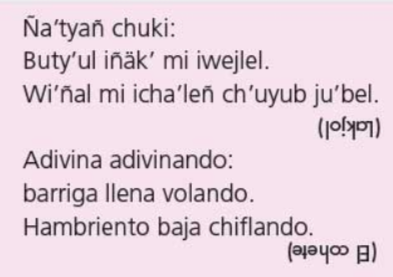 Ña’tyañ chuki:
Buty’ul iñäk’ mi iwejlel.
Wi’ñal mi icha’leñ ch’uyub ju’bel.
(Lakjol)
Adivina adivinando:
barriga llena volando.
Hambriento baja chiflando.
(El cohete)